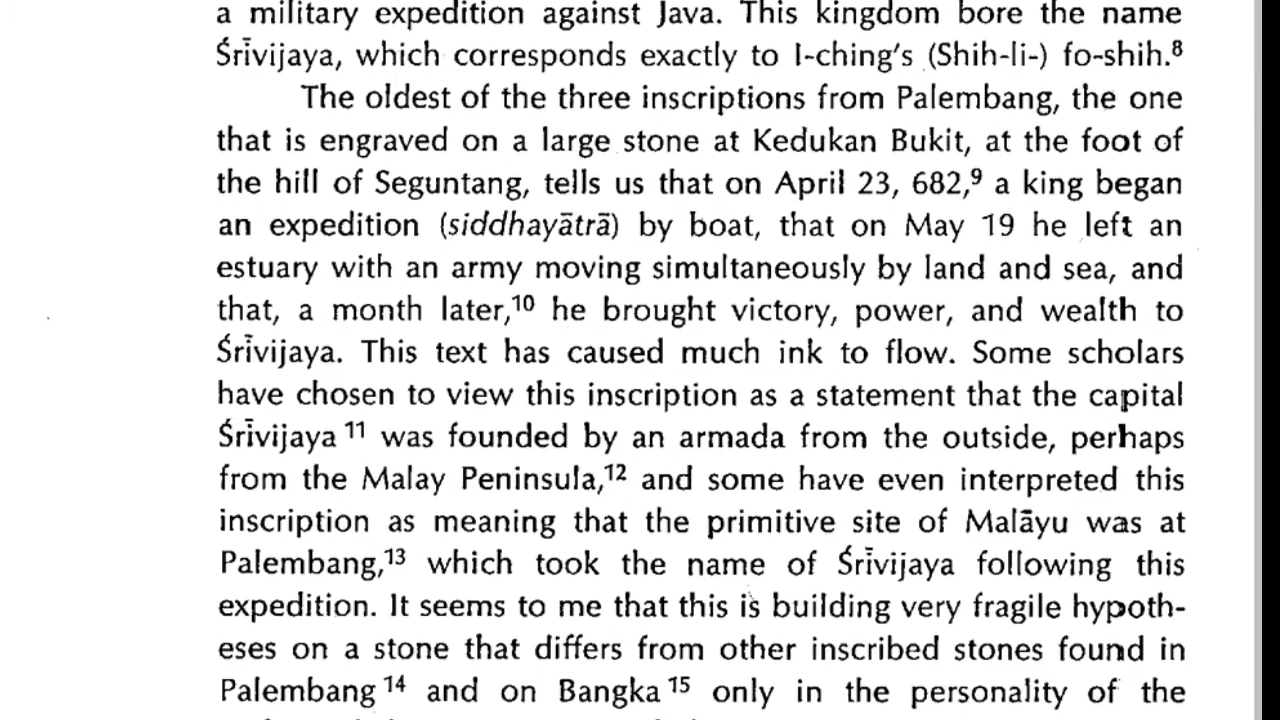 a military expedition against Java. This kingdom bore the name
Śrīvijaya, which corresponds exactly to I-ching's (Shih-li-) fo-shih.⁸
The oldest of the three inscriptions from Palembang, the one
that is engraved on a large stone at Kedukan Bukit, at the foot of
the hill of Seguntang, tells us that on April 23, 682,⁹ a king began
an expedition (siddhayātrā) by boat, that on May 19 he left an
estuary with an army moving simultaneously by land and sea, and
that, a month later,¹⁰ he brought victory, power, and wealth to
Śrīvijaya. This text has caused much ink to flow. Some scholars
have chosen to view this inscription as a statement that the capital
Śrīvijaya ¹¹ was founded by an armada from the outside, perhaps
from the Malay Peninsula,¹² and some have even interpreted this
inscription as meaning that the primitive site of Malāyu was at
Palembang,¹³ which took the name of Śrīvijaya following this
expedition. It seems to me that this is building very fragile hypoth-
eses on a stone that differs from other inscribed stones found in
Palembang ¹⁴ and on Bangka ¹⁵ only in the personality of the